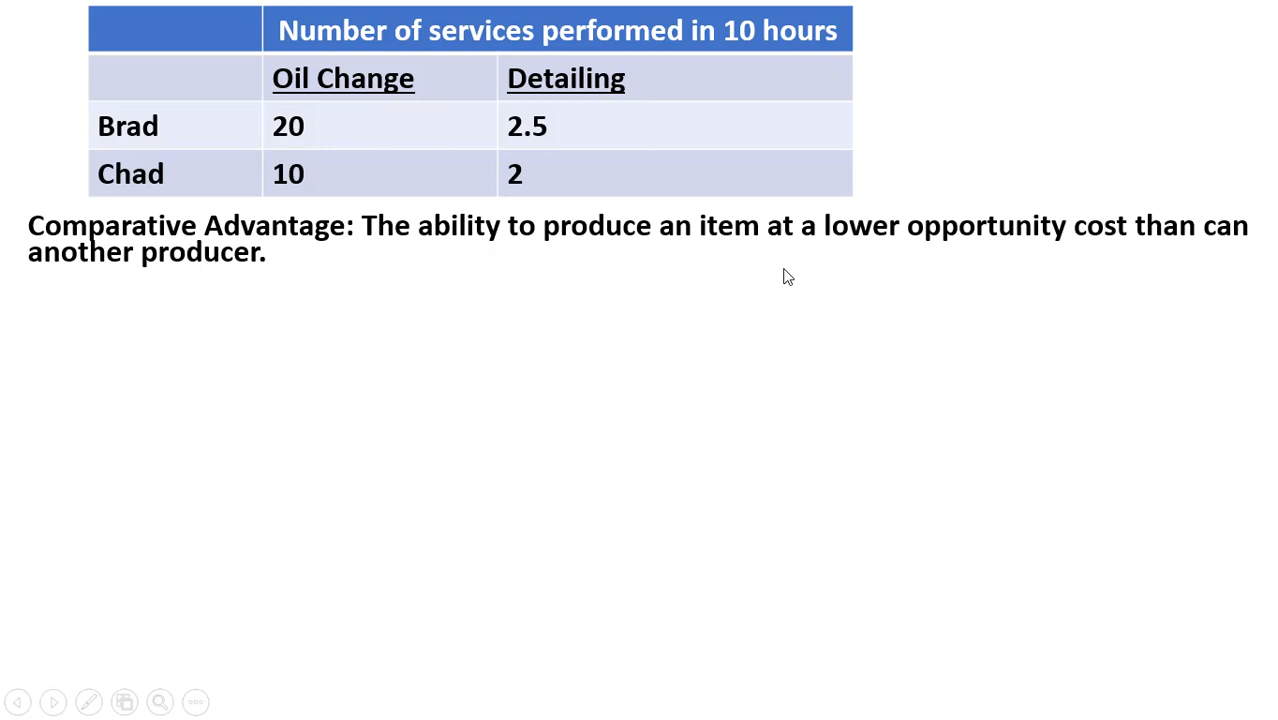 Number of services performed in 10 hours
Oil Change Detailing
Brad 20 2.5
Chad 10 2
Comparative Advantage: The ability to produce an item at a lower opportunity cost than can
another producer.